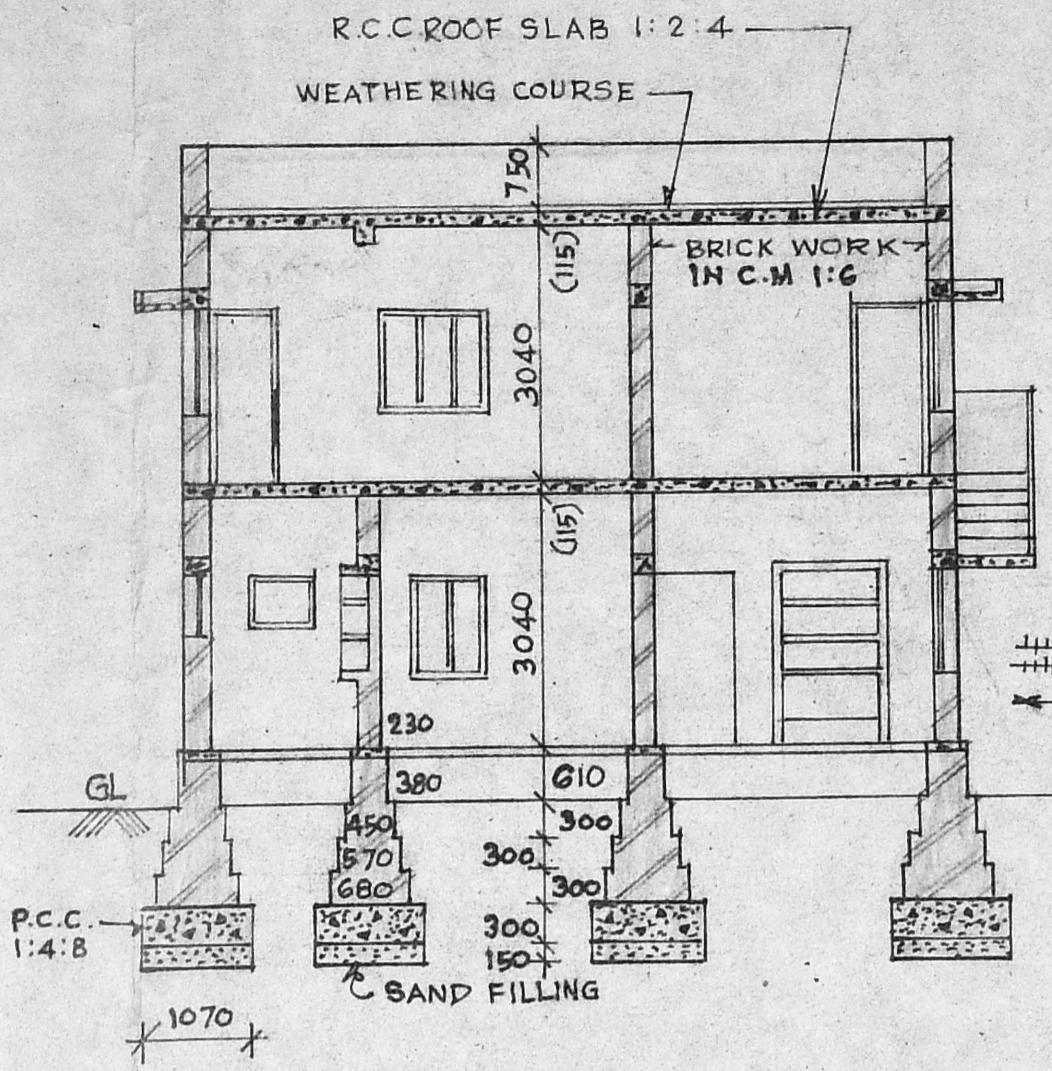 R.C.C.ROOF SLAB 1:2:4
WEATHERING COURSE
750
(115)
BRICK WORK
IN C.M 1:6
3040
(115)
3040
230
GL
380
610
450
300
570
300
680
300
P.C.C.
1:4:8
300
150
SAND FILLING
1070